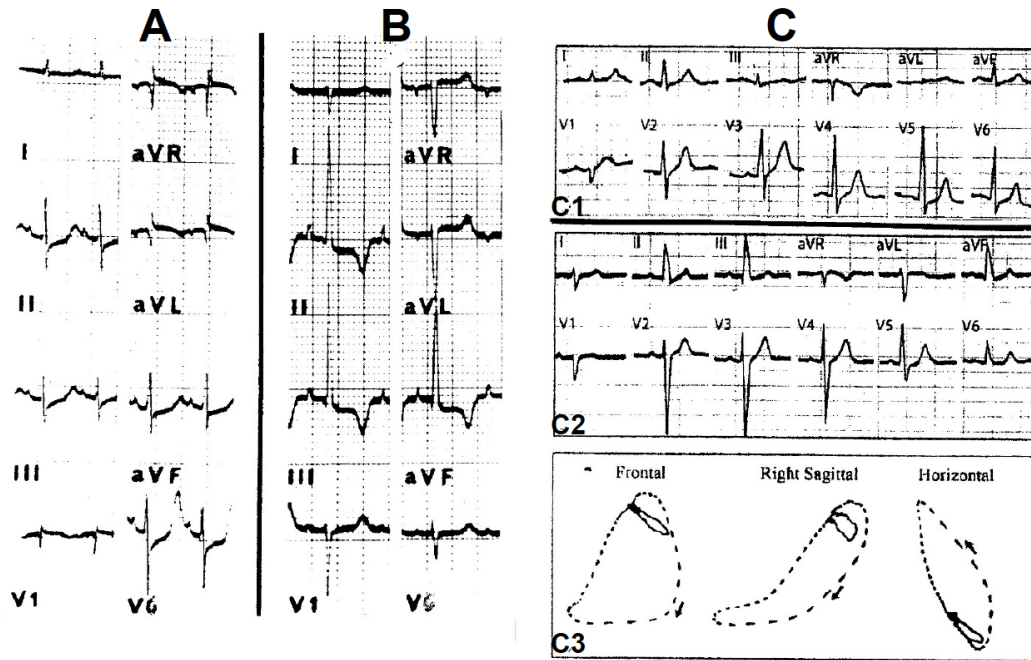 A
I aVR
II aVL
III aVF
V1 V6
B
I aVR
II aVL
III aVF
V1 V6
C
I II III aVR aVL aVF
V1 V2 V3 V4 V5 V6
C1
I II III aVR aVL aVF
V1 V2 V3 V4 V5 V6
C2
Frontal Right Sagittal Horizontal
C3